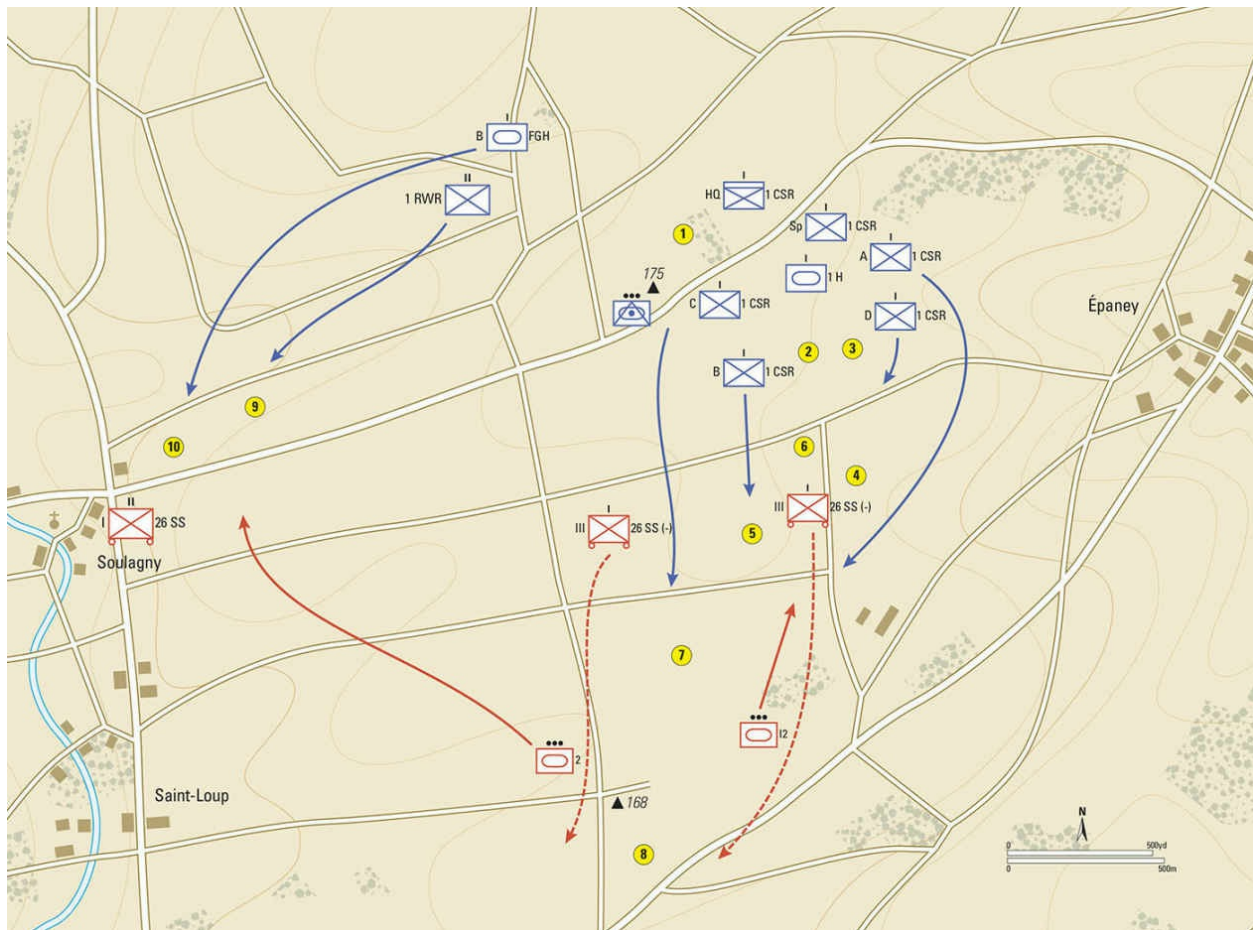 I
B FGH
II
1 RWR
I
HQ 1 CSR
I
Sp 1 CSR
I
A 1 CSR
1
I
1 H
175
I
C 1 CSR
I
D 1 CSR
Épaney
2
3
I
B 1 CSR
9
10
6
4
II
I 26 SS
I
III 26 SS (-)
I
III 26 SS (-)
5
Soulagny
7
I2
2
Saint-Loup
168
8
N
0 500yd
0 500m